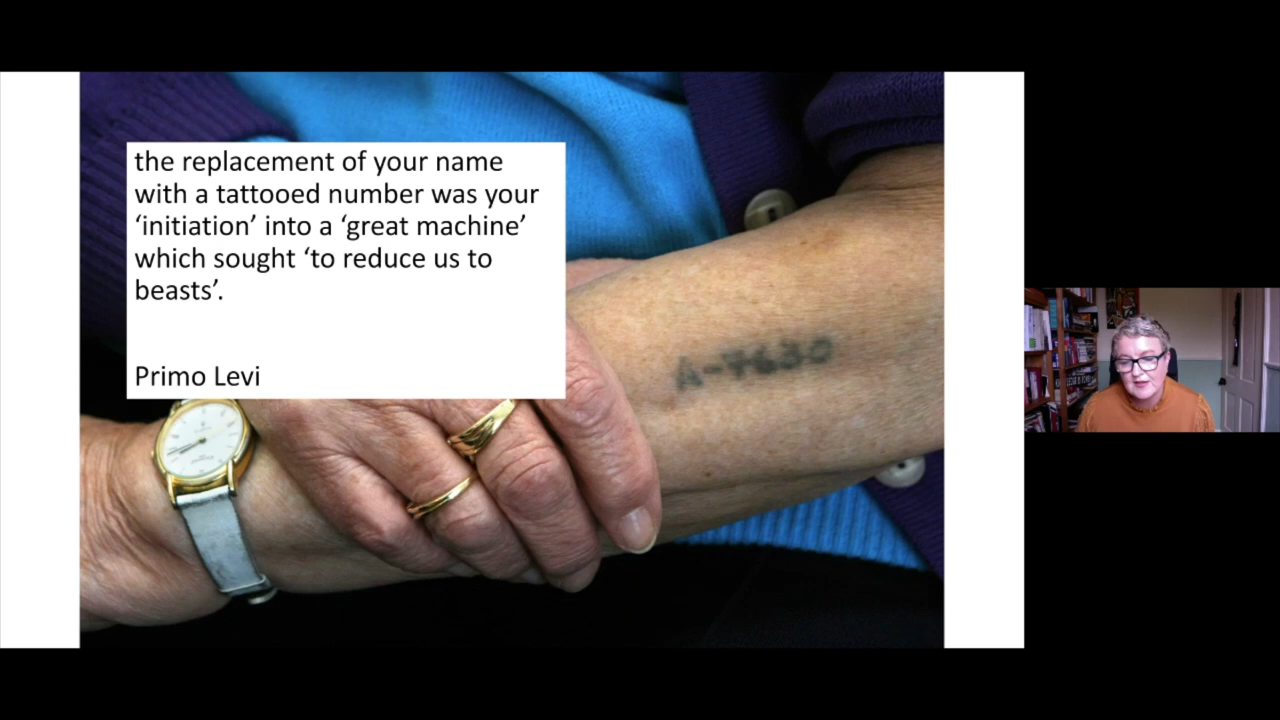 the replacement of your name
with a tattooed number was your
‘initiation’ into a ‘great machine’
which sought ‘to reduce us to
beasts’.
Primo Levi
A-7630